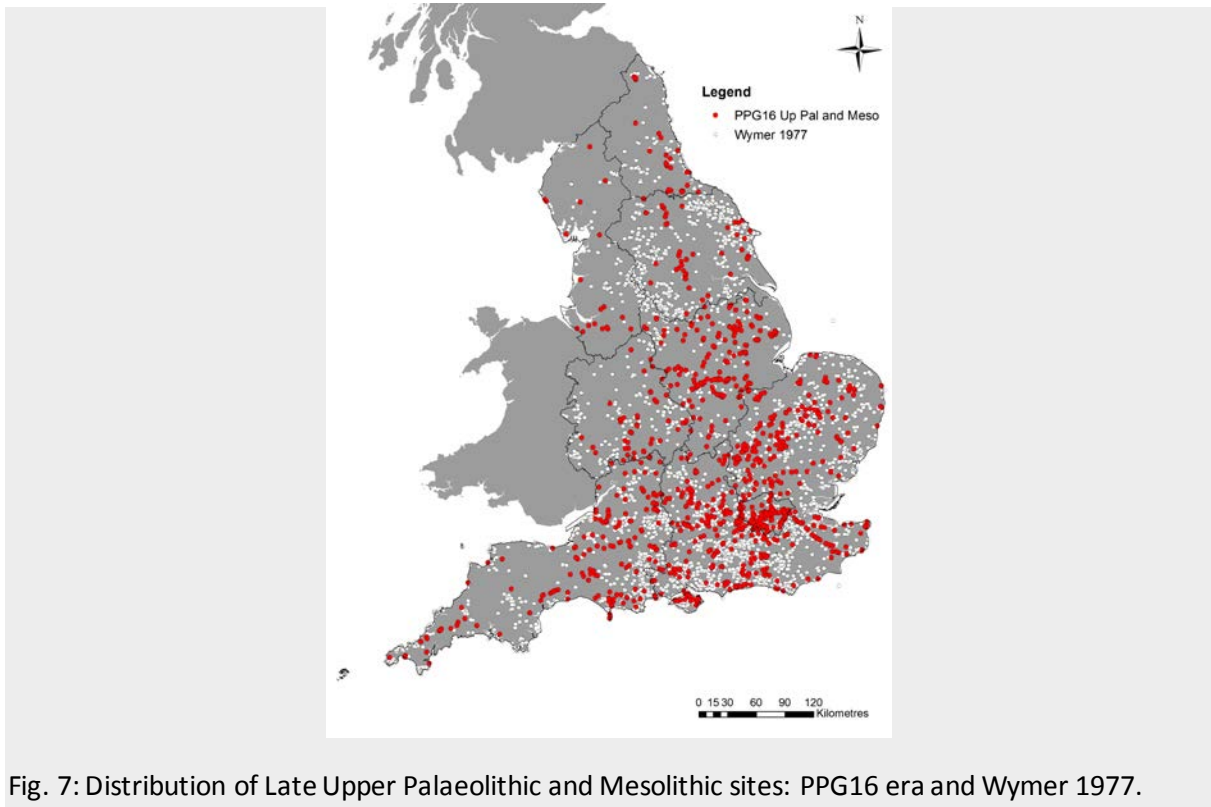 N
Legend
PPG16 Up Pal and Meso
Wymer 1977
0 15 30 60 90 120
Kilometres
Fig. 7: Distribution of Late Upper Palaeolithic and Mesolithic sites: PPG16 era and Wymer 1977.